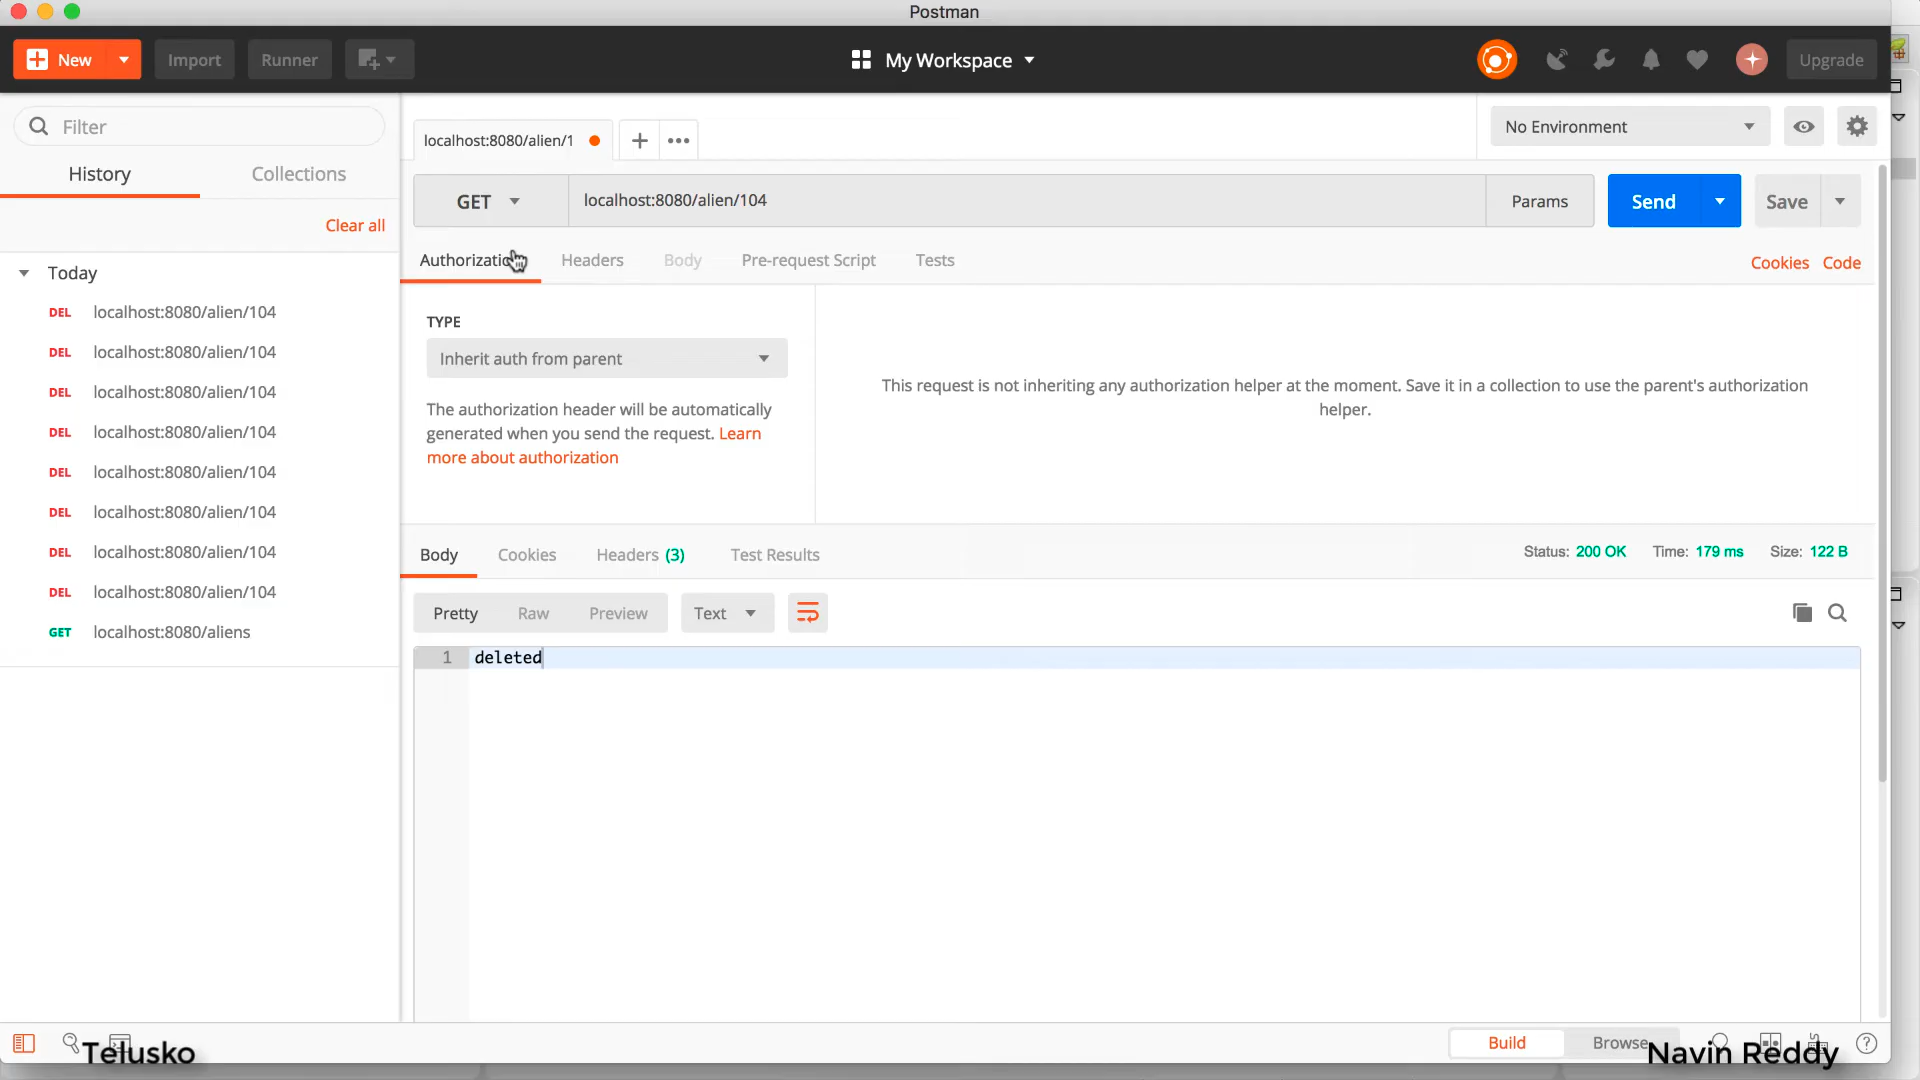 Postman
New
Import
Runner
My Workspace
Upgrade
Filter
History
Collections
Clear all
Today
DEL localhost:8080/alien/104
DEL localhost:8080/alien/104
DEL localhost:8080/alien/104
DEL localhost:8080/alien/104
DEL localhost:8080/alien/104
DEL localhost:8080/alien/104
DEL localhost:8080/alien/104
DEL localhost:8080/alien/104
GET localhost:8080/aliens
localhost:8080/alien/1
No Environment
GET localhost:8080/alien/104 Params Send Save
Authorization Headers Body Pre-request Script Tests Cookies Code
TYPE
Inherit auth from parent
The authorization header will be automatically
generated when you send the request. Learn
more about authorization
This request is not inheriting any authorization helper at the moment. Save it in a collection to use the parent's authorization
helper.
Body Cookies Headers (3) Test Results Status: 200 OK Time: 179 ms Size: 122 B
Pretty Raw Preview Text
1 deleted
Build Browse
Telusko
Navin Reddy